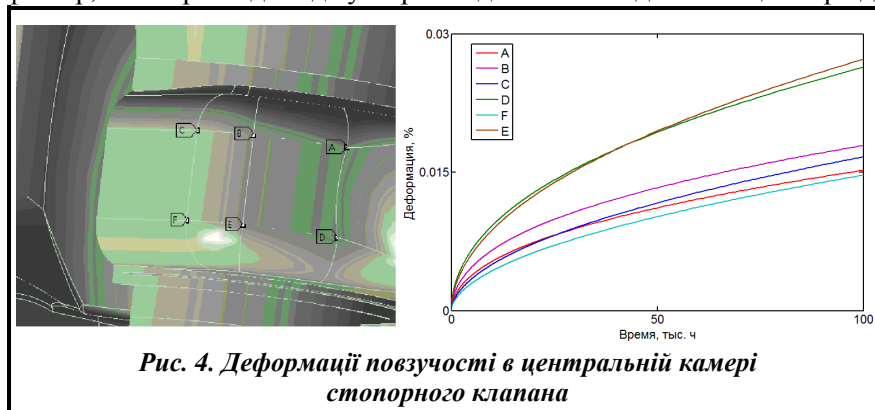 C
B
A
F
E
D
0.03
A
B
C
D
F
E
Деформация, %
0.015
0
0
50
100
Время, тыс. ч
Рис. 4. Деформації повзучості в центральній камері
стопорного клапана